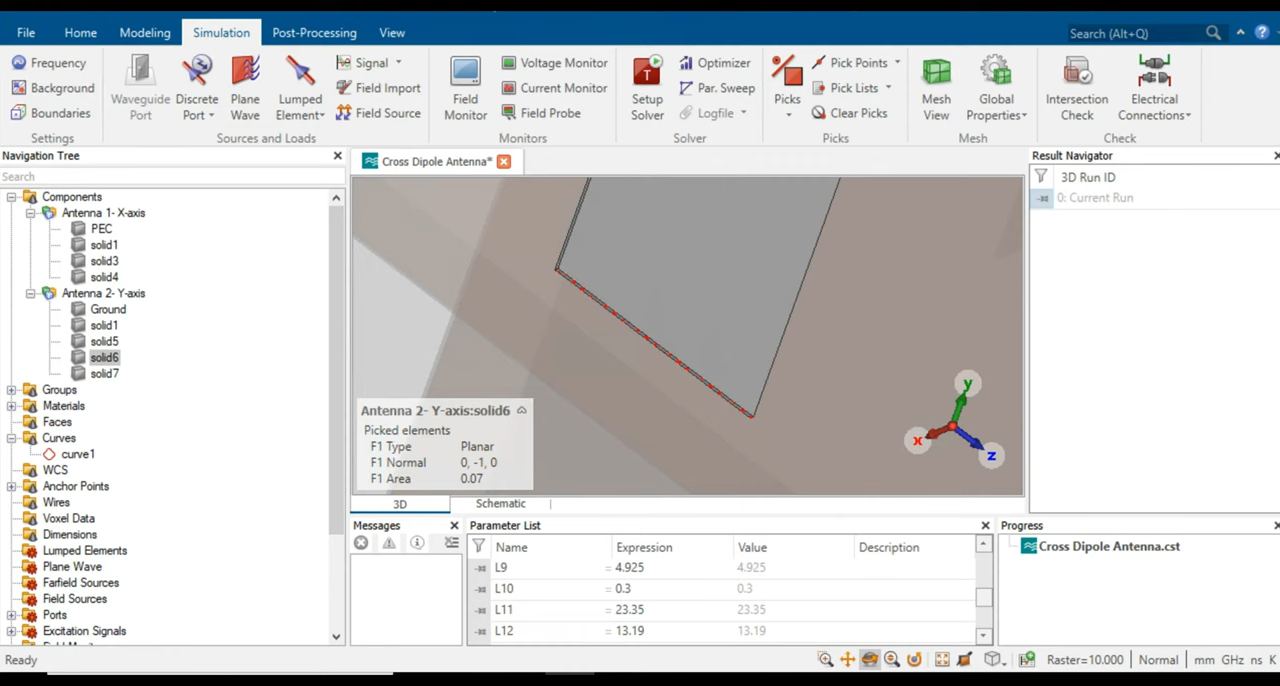 File Home Modeling Simulation Post-Processing View Search (Alt+Q)
Frequency
Background
Boundaries
Settings
Waveguide
Port
Discrete
Port
Plane
Wave
Lumped
Element
Signal
Field Import
Field Source
Sources and Loads
Field
Monitor
Voltage Monitor
Current Monitor
Field Probe
Monitors
Setup
Solver
Optimizer
Par. Sweep
Logfile
Solver
Picks
Pick Points
Pick Lists
Clear Picks
Picks
Mesh
View
Global
Properties
Mesh
Intersection
Check
Electrical
Connections
Check
Navigation Tree
Search
Components
Antenna 1- X-axis
PEC
solid1
solid3
solid4
Antenna 2- Y-axis
Ground
solid1
solid5
solid6
solid7
Groups
Materials
Faces
Curves
curve1
WCS
Anchor Points
Wires
Voxel Data
Dimensions
Lumped Elements
Plane Wave
Farfield Sources
Field Sources
Ports
Excitation Signals
Cross Dipole Antenna*
Antenna 2- Y-axis:solid6
Picked elements
F1 Type Planar
F1 Normal 0, -1, 0
F1 Area 0.07
y
x
z
3D Schematic
Result Navigator
3D Run ID
0: Current Run
Messages
Parameter List
Name Expression Value Description
L9 = 4.925 4.925
L10 = 0.3 0.3
L11 = 23.35 23.35
L12 = 13.19 13.19
Progress
Cross Dipole Antenna.cst
Ready
Raster=10.000 Normal mm GHz ns K